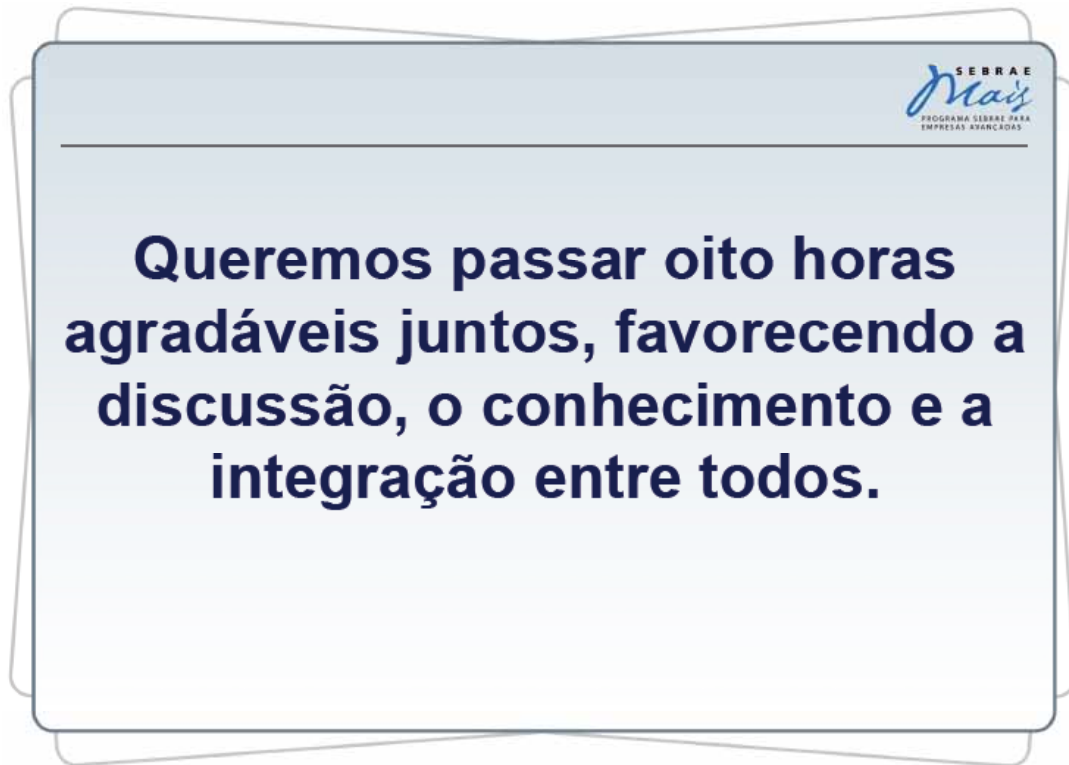 SEBRAE
Mais
PROGRAMA SEBRAE PARA
EMPRESAS AVANÇADAS
Queremos passar oito horas
agradáveis juntos, favorecendo a
discussão, o conhecimento e a
integração entre todos.